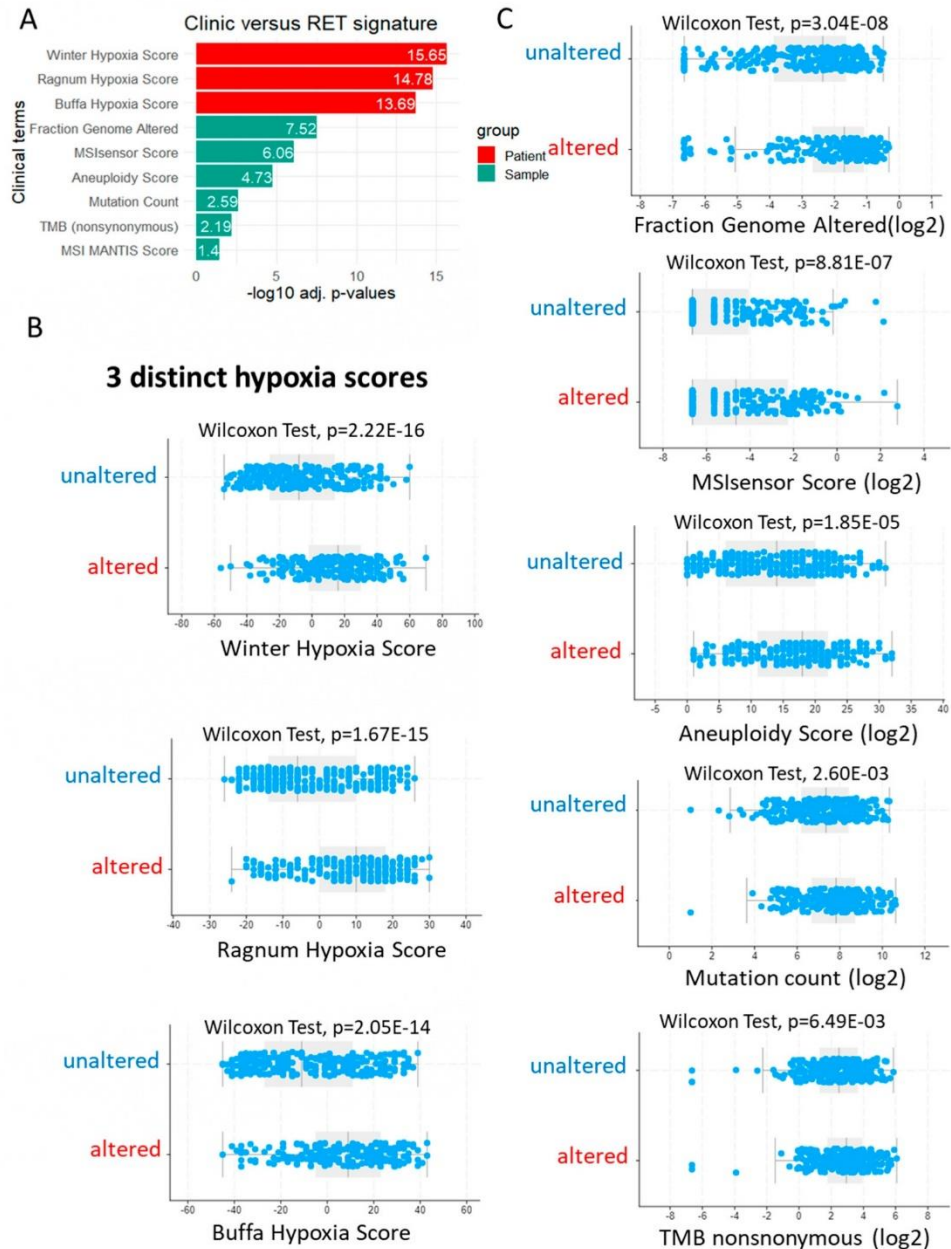 A
Clinic versus RET signature
Clinical terms
Winter Hypoxia Score 15.65
Ragnum Hypoxia Score 14.78
Buffa Hypoxia Score 13.69
Fraction Genome Altered 7.52
MSIsensor Score 6.06
Aneuploidy Score 4.73
Mutation Count 2.59
TMB (nonsynonymous) 2.19
MSI MANTIS Score 1.4
0 5 10 15
-log10 adj. p-values
group
Patient
Sample
B
3 distinct hypoxia scores
Wilcoxon Test, p=2.22E-16
unaltered
altered
-80 -60 -40 -20 0 20 40 60 80 100
Winter Hypoxia Score
Wilcoxon Test, p=1.67E-15
unaltered
altered
-40 -30 -20 -10 0 10 20 30 40
Ragnum Hypoxia Score
Wilcoxon Test, p=2.05E-14
unaltered
altered
-60 -40 -20 0 20 40 60
Buffa Hypoxia Score
C
Wilcoxon Test, p=3.04E-08
unaltered
altered
-8 -7 -6 -5 -4 -3 -2 -1 0 1
Fraction Genome Altered(log2)
Wilcoxon Test, p=8.81E-07
unaltered
altered
-8 -6 -4 -2 0 2 4
MSIsensor Score (log2)
Wilcoxon Test, p=1.85E-05
unaltered
altered
-5 0 5 10 15 20 25 30 35 40
Aneuploidy Score (log2)
Wilcoxon Test, 2.60E-03
unaltered
altered
0 2 4 6 8 10 12
Mutation count (log2)
Wilcoxon Test, p=6.49E-03
unaltered
altered
-8 -6 -4 -2 0 2 4 6 8
TMB nonsnonymous (log2)